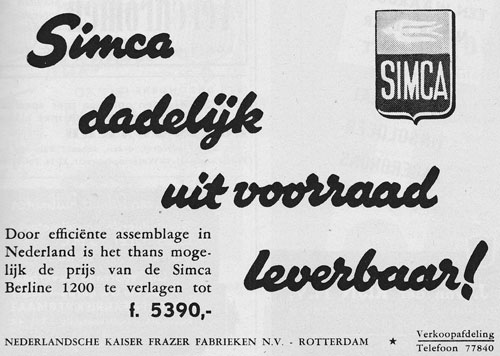 Simca
SIMCA
dadelijk
uit voorraad
leverbaar!
Door efficiënte assemblage in
Nederland is het thans moge-
lijk de prijs van de Simca
Berline 1200 te verlagen tot
f. 5390,-
NEDERLANDSCHE KAISER FRAZER FABRIEKEN N.V. - ROTTERDAM ★
Verkoopafdeling
Telefoon 77840